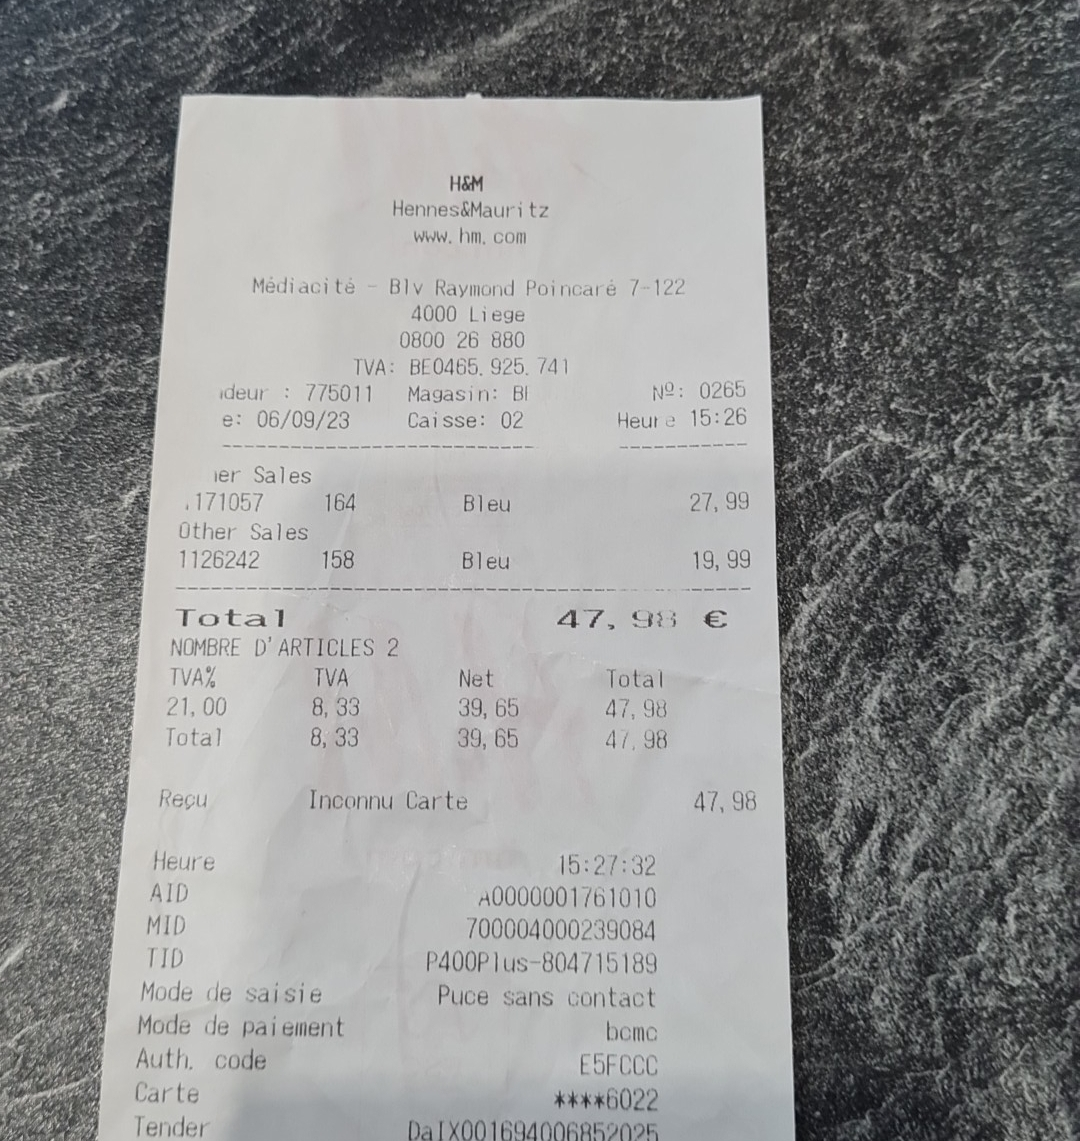 H&M
Hennes&Mauritz
www.hm.com
Médiacité - Blv Raymond Poincaré 7-122
4000 Liege
0800 26 880
TVA: BE0465.925.741
deur : 775011 Magasin: Nº: 0265
e: 06/09/23 Caisse: 02 Heure 15:26
er Sales
171057 164 Bleu 27,99
Other Sales
1126242 158 Bleu 19,99
Total 47,98 €
NOMBRE D'ARTICLES 2
TVA% TVA Net Total
21,00 8,33 39,65 47,98
Total 8,33 39,65 47,98
Reçu Inconnu Carte 47,98
Heure 15:27:32
AID A0000001761010
MID 700004000239084
TID P400Plus-804715189
Mode de saisie Puce sans contact
Mode de paiement bcmc
Auth. code E5FCCC
Carte ****6022
Tender DaIX001694006852025